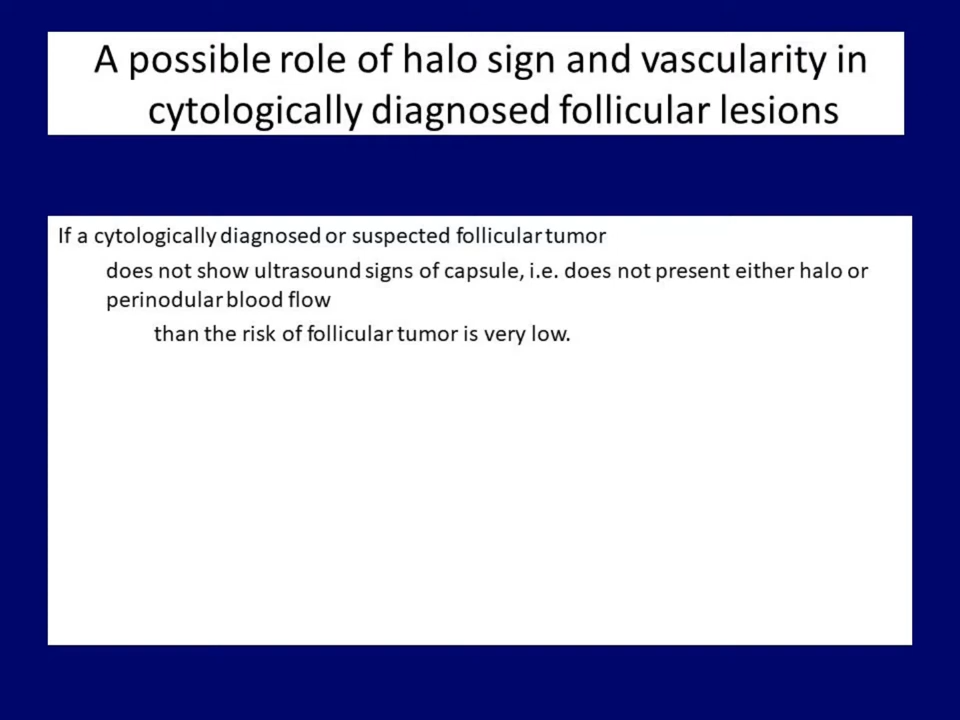 A possible role of halo sign and vascularity in
cytologically diagnosed follicular lesions
If a cytologically diagnosed or suspected follicular tumor
does not show ultrasound signs of capsule, i.e. does not present either halo or
perinodular blood flow
than the risk of follicular tumor is very low.